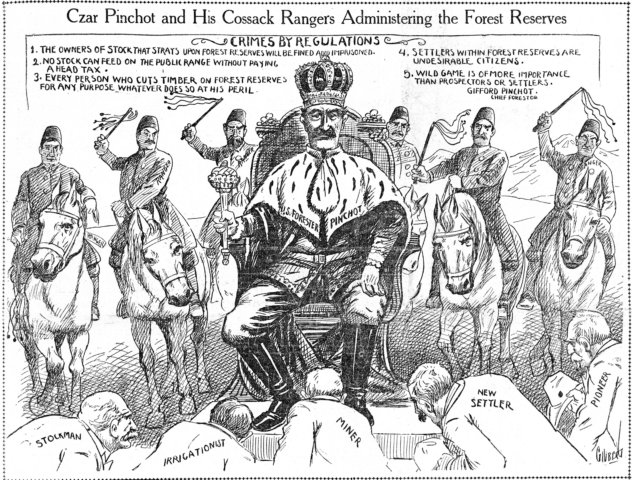 Czar Pinchot and His Cossack Rangers Administering the Forest Reserves
CRIMES BY REGULATIONS
1. THE OWNERS OF STOCK THAT STRAYS UPON FOREST RESERVES WILL BE FINED AND IMPRISONED.
2. NO STOCK CAN FEED ON THE PUBLIC RANGE WITHOUT PAYING
A HEAD TAX.
3. EVERY PERSON WHO CUTS TIMBER ON FOREST RESERVES
FOR ANY PURPOSE WHATEVER DOES SO AT HIS PERIL.
4. SETTLERS WITHIN FOREST RESERVES ARE
UNDESIRABLE CITIZENS.
5. WILD GAME IS OF MORE IMPORTANCE
THAN PROSPECTORS OR SETTLERS.
GIFFORD PINCHOT.
CHIEF FORESTOR
U.S. FORESTER PINCHOT
STOCKMAN
IRRIGATIONIST
MINER
NEW
SETTLER
PIONEER